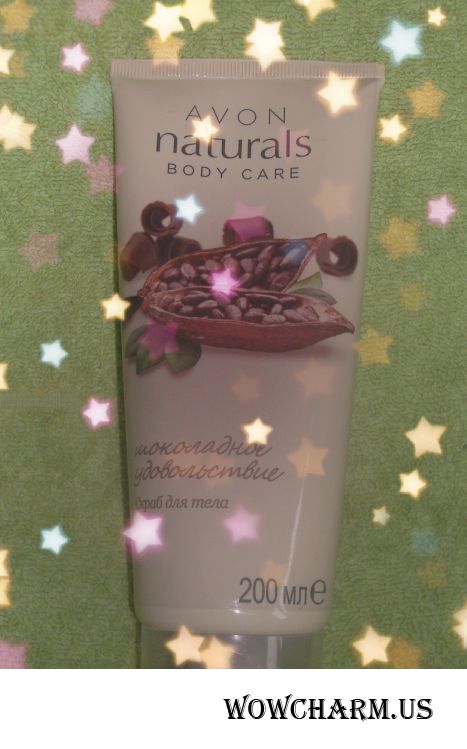 AVON
naturals
BODY CARE
шоколадное
удовольствие
Скраб для тела
200 мл e
WOWCHARM.US